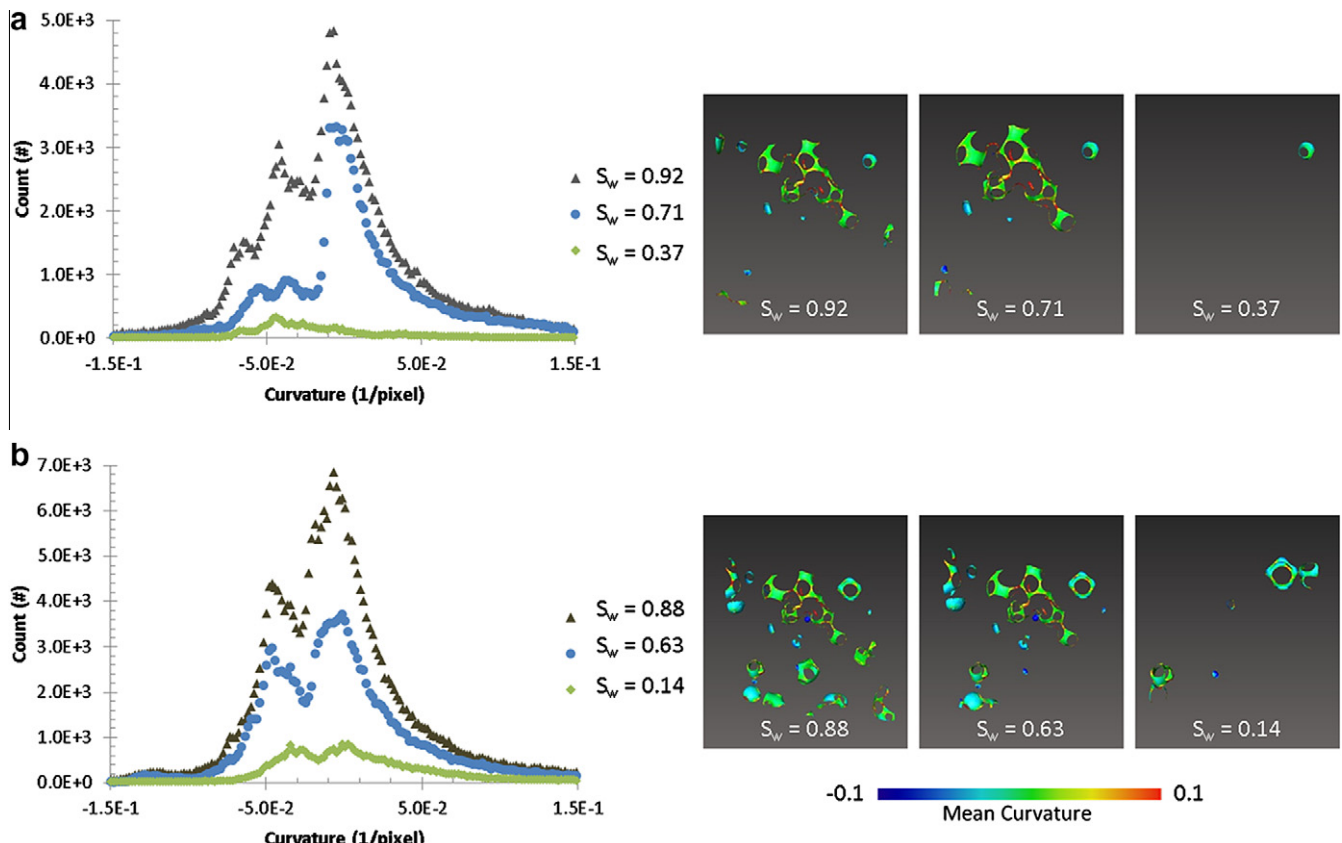 a
5.0E+3
4.0E+3
3.0E+3
2.0E+3
1.0E+3
0.0E+3
Count (#)
-1.5E-1 -5.0E-2 5.0E-2 1.5E-1
Curvature (1/pixel)
Sw = 0.92
Sw = 0.71
Sw = 0.37
Sw = 0.92
Sw = 0.71
Sw = 0.37
b
7.0E+3
6.0E+3
5.0E+3
4.0E+3
3.0E+3
2.0E+3
1.0E+3
0.0E+3
Count (#)
-1.5E-1 -5.0E-2 5.0E-2 1.5E-1
Curvature (1/pixel)
Sw = 0.88
Sw = 0.63
Sw = 0.14
Sw = 0.88
Sw = 0.63
Sw = 0.14
-0.1 0.1
Mean Curvature